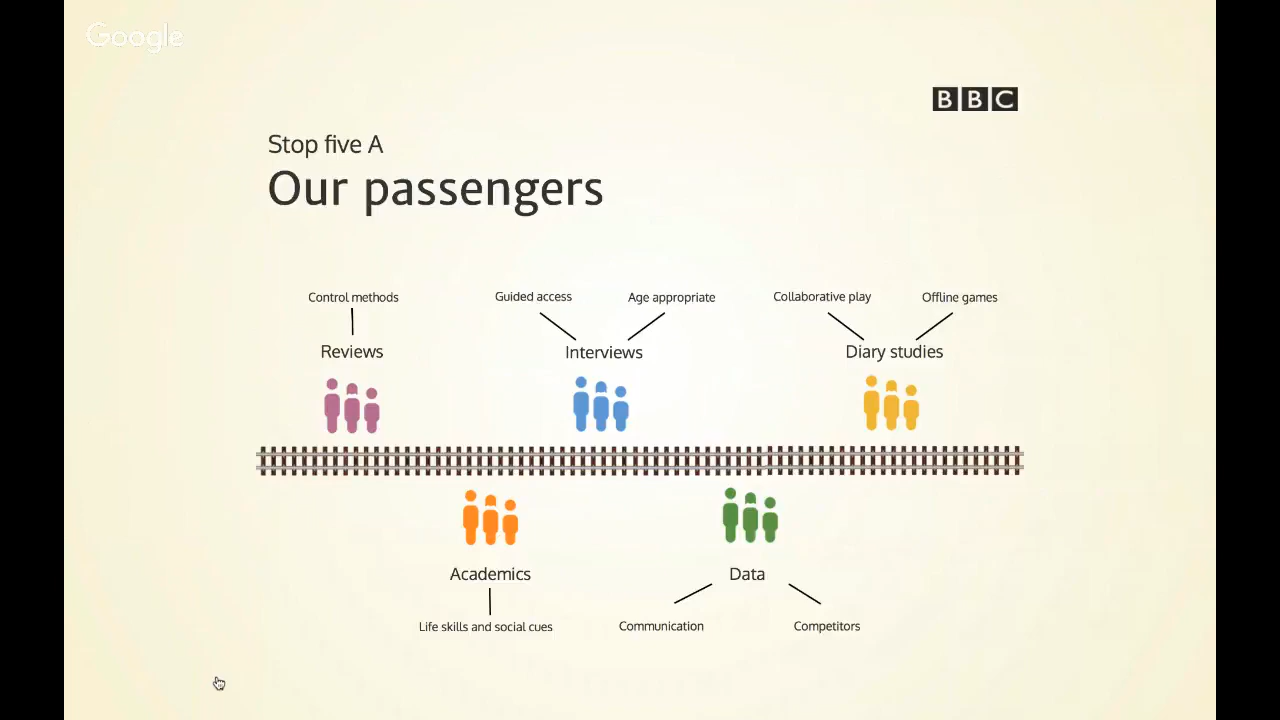 Google
BBC
Stop five A
Our passengers
Control methods
Guided access
Age appropriate
Collaborative play
Offline games
Reviews
Interviews
Diary studies
Academics
Data
Life skills and social cues
Communication
Competitors